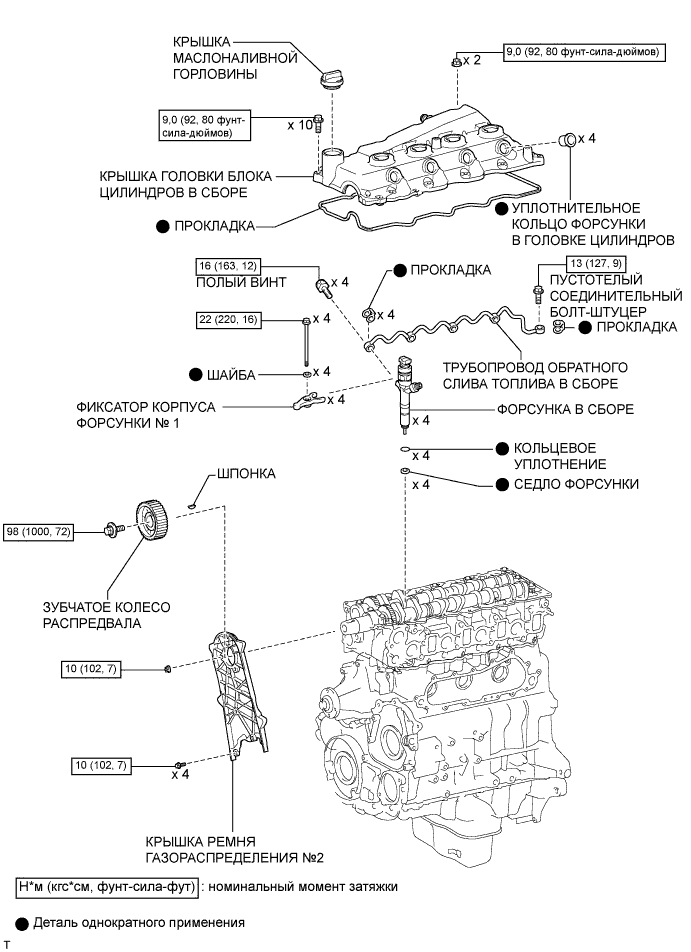 КРЫШКА
МАСЛОНАЛИВНОЙ
ГОРЛОВИНЫ
x 2
9,0 (92, 80 фунт-сила-дюймов)
9,0 (92, 80 фунт-
сила-дюймов)
x 10
x 4
КРЫШКА ГОЛОВКИ БЛОКА
ЦИЛИНДРОВ В СБОРЕ
ПРОКЛАДКА
УПЛОТНИТЕЛЬНОЕ
КОЛЬЦО ФОРСУНКИ
В ГОЛОВКЕ ЦИЛИНДРОВ
16 (163, 12)
ПОЛЫЙ ВИНТ
x 4
ПРОКЛАДКА
x 4
13 (127, 9)
ПУСТОТЕЛЫЙ
СОЕДИНИТЕЛЬНЫЙ
БОЛТ-ШТУЦЕР
ПРОКЛАДКА
22 (220, 16)
x 4
ШАЙБА
x 4
ТРУБОПРОВОД ОБРАТНОГО
СЛИВА ТОПЛИВА В СБОРЕ
ФИКСАТОР КОРПУСА
ФОРСУНКИ № 1
x 4
ФОРСУНКА В СБОРЕ
x 4
КОЛЬЦЕВОЕ
УПЛОТНЕНИЕ
x 4
СЕДЛО ФОРСУНКИ
x 4
ШПОНКА
98 (1000, 72)
ЗУБЧАТОЕ КОЛЕСО
РАСПРЕДВАЛА
10 (102, 7)
10 (102, 7)
x 4
КРЫШКА РЕМНЯ
ГАЗОРАСПРЕДЕЛЕНИЯ №2
Н*м (кгс*см, фунт-сила-фут) : номинальный момент затяжки
Деталь однократного применения
T